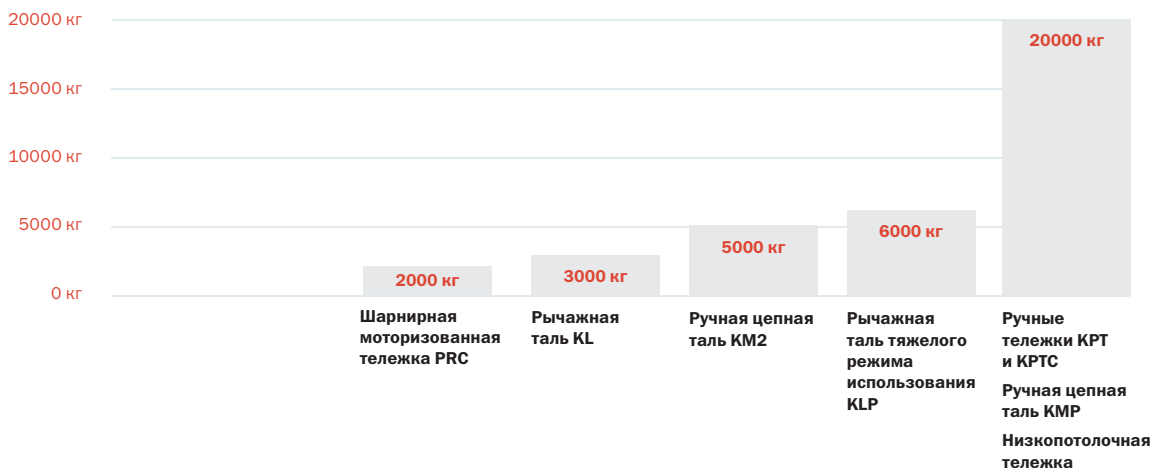 20000 кг
15000 кг
10000 кг
5000 кг
0 кг
2000 кг
3000 кг
5000 кг
6000 кг
20000 кг
Шарнирная
моторизованная
тележка PRC
Рычажная
таль KL
Ручная цепная
таль KM2
Рычажная
таль тяжелого
режима
использования
KLP
Ручные
тележки KPT
и KPTC
Ручная цепная
таль KMP
Низкопотолочная
тележка